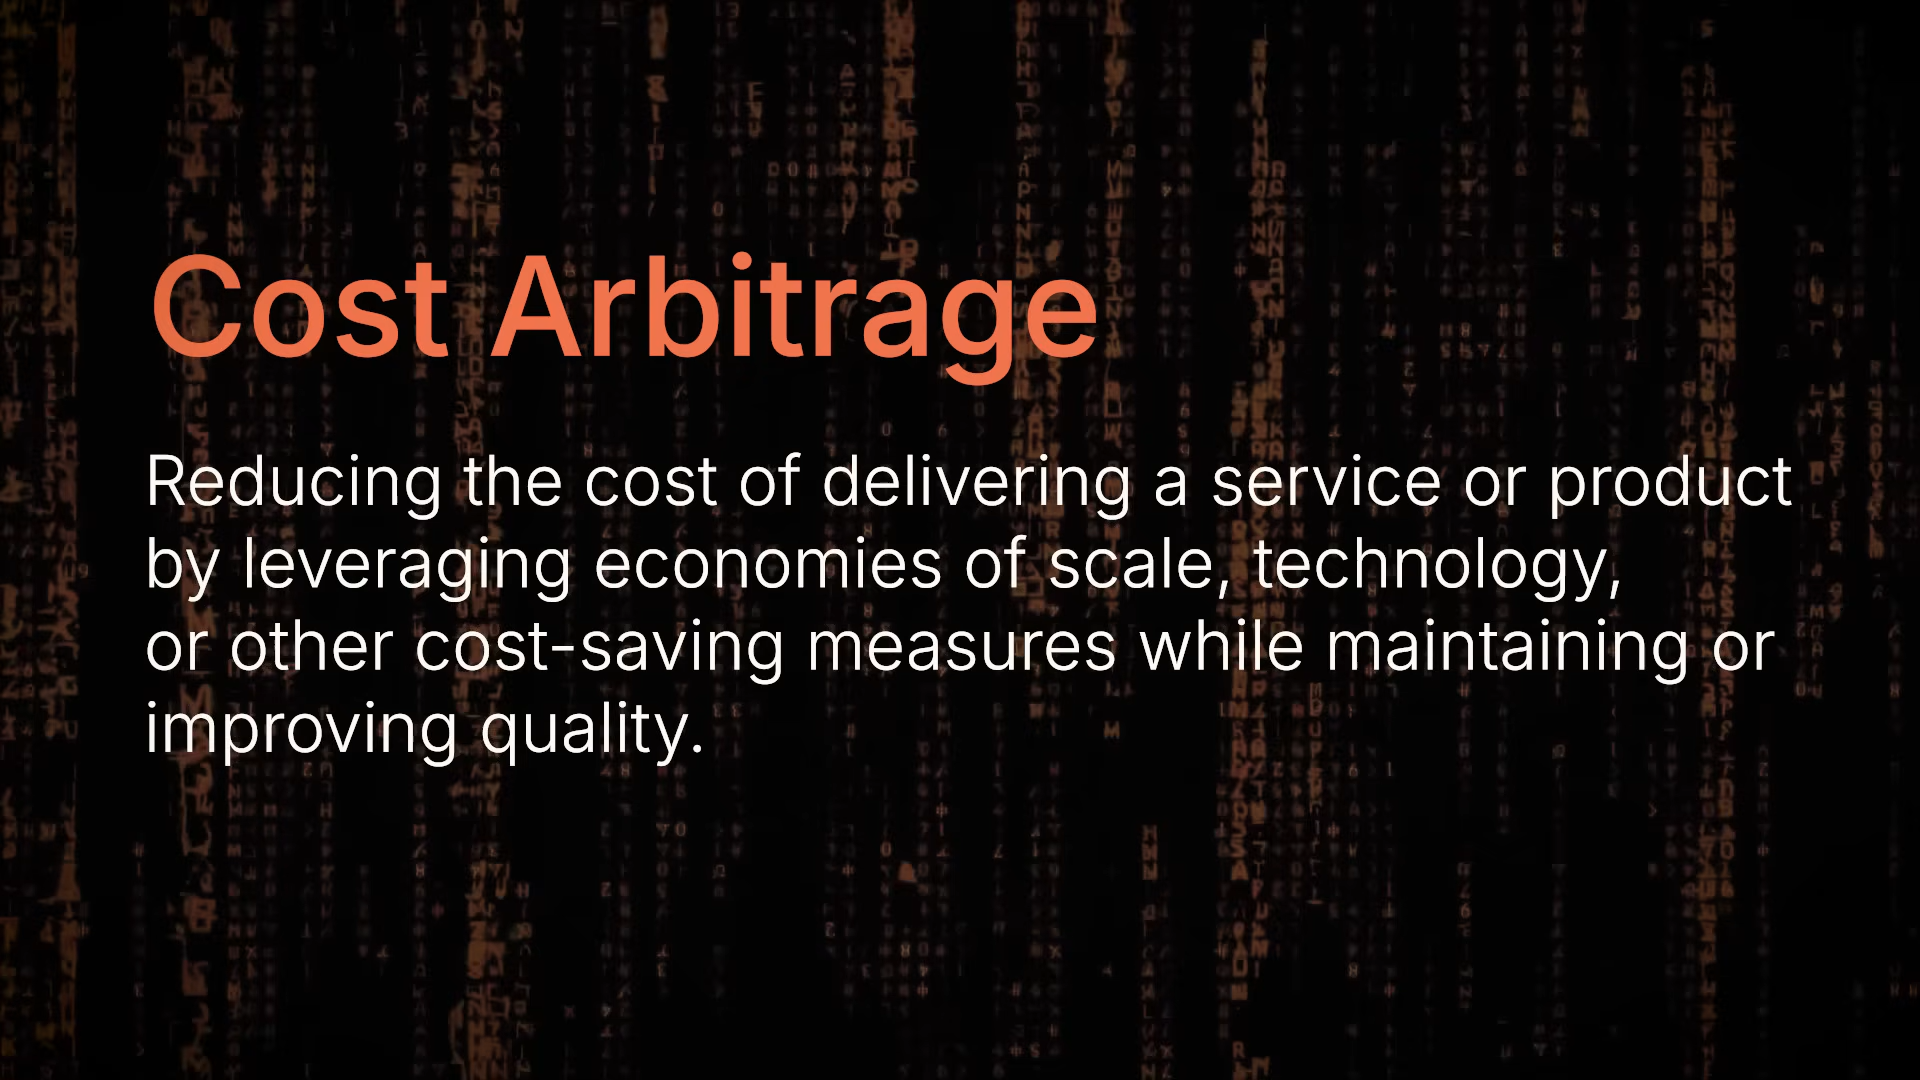 Cost Arbitrage
Reducing the cost of delivering a service or product
by leveraging economies of scale, technology,
or other cost-saving measures while maintaining or
improving quality.